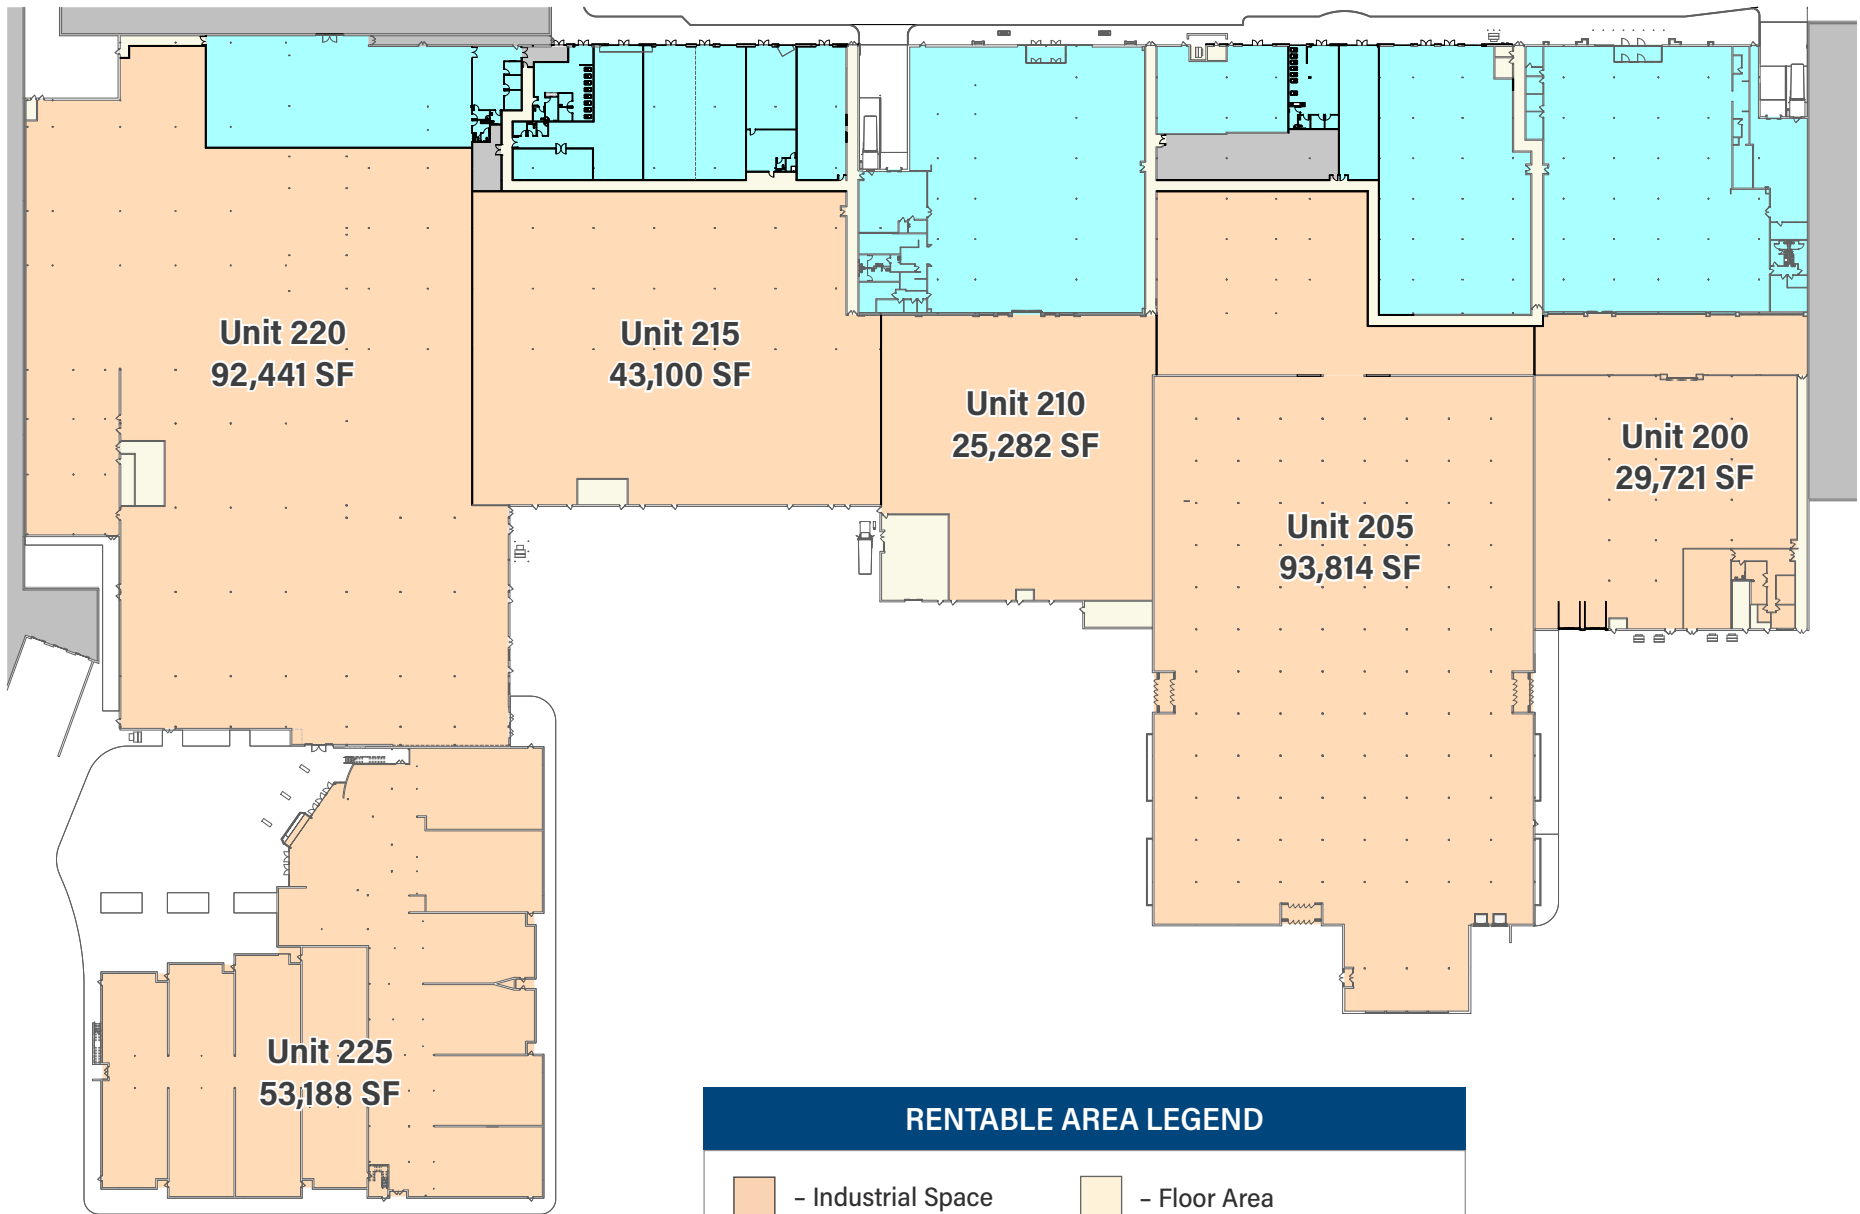 Unit 220
92,441 SF
Unit 215
43,100 SF
Unit 210
25,282 SF
Unit 205
93,814 SF
Unit 200
29,721 SF
Unit 225
53,188 SF
RENTABLE AREA LEGEND
- Industrial Space
- Floor Area